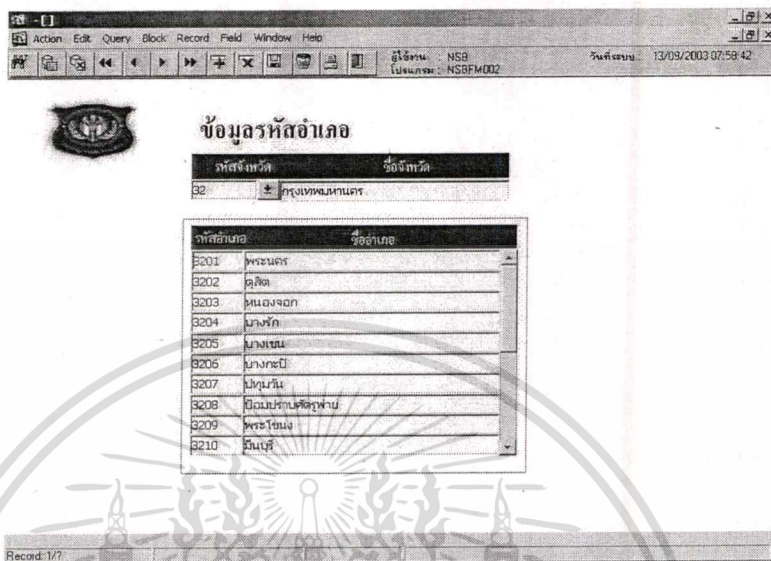 -[]
Action Edit Query Block Record Field Window Help
ผู้ใช้งาน : NSB
โปรแกรม : NSBFM002
วันที่ระบบ 13/09/2003 07:58:42
ข้อมูลรหัสอำเภอ
รหัสจังหวัด ชื่อจังหวัด
32 กรุงเทพมหานคร
รหัสอำเภอ ชื่ออำเภอ
3201 พระนคร
3202 ดุสิต
3203 หนองจอก
3204 บางรัก
3205 บางเขน
3206 บางกะปิ
3207 ปทุมวัน
3208 ป้อมปราบศัตรูพ่าย
3209 พระโขนง
3210 มีนบุรี
Record: 1/?